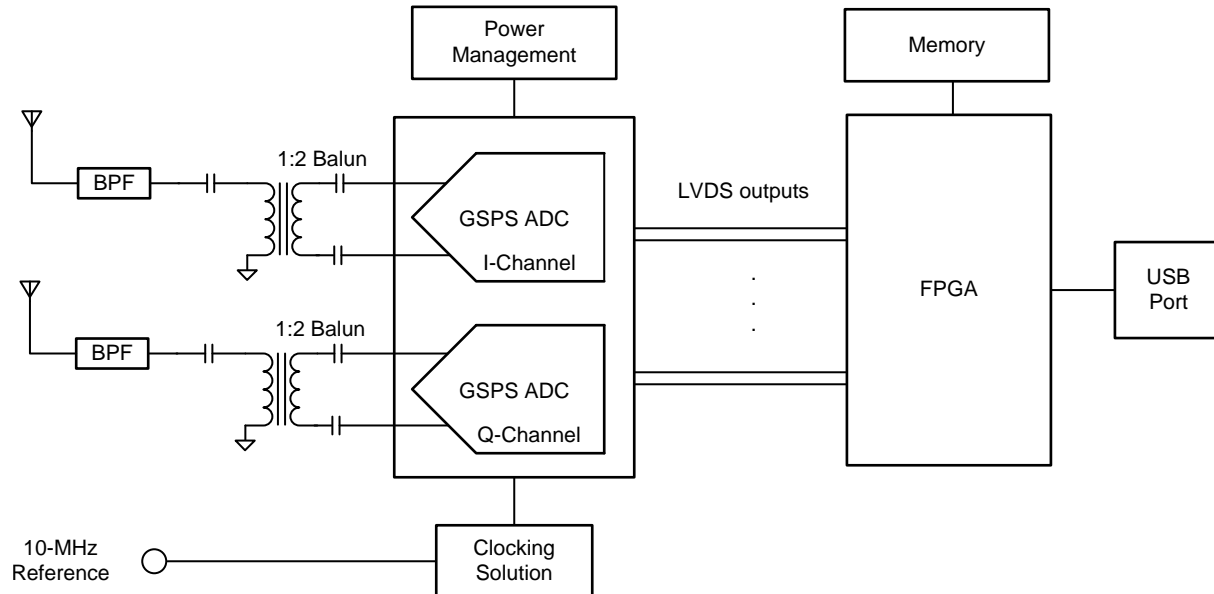 Power
Management
Memory
1:2 Balun
BPF
GSPS ADC
I-Channel
LVDS outputs
FPGA
USB
Port
1:2 Balun
BPF
GSPS ADC
Q-Channel
.
.
.
10-MHz
Reference
Clocking
Solution